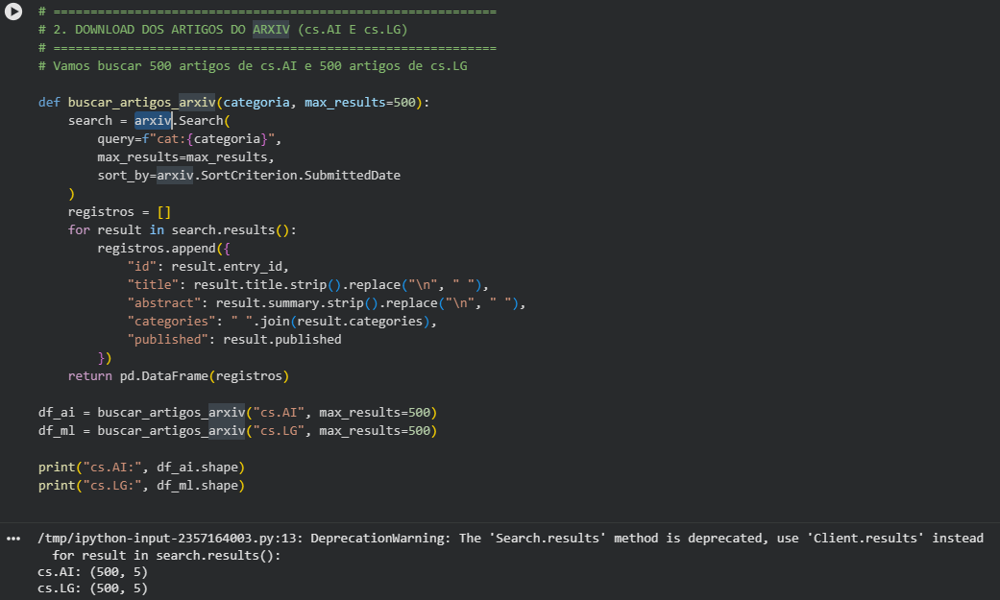 # ============================================================
# 2. DOWNLOAD DOS ARTIGOS DO ARXIV (cs.AI E cs.LG)
# ============================================================
# Vamos buscar 500 artigos de cs.AI e 500 artigos de cs.LG

def buscar_artigos_arxiv(categoria, max_results=500):
    search = arxiv.Search(
        query=f"cat:{categoria}",
        max_results=max_results,
        sort_by=arxiv.SortCriterion.SubmittedDate
    )
    registros = []
    for result in search.results():
        registros.append({
            "id": result.entry_id,
            "title": result.title.strip().replace("\n", " "),
            "abstract": result.summary.strip().replace("\n", " "),
            "categories": " ".join(result.categories),
            "published": result.published
        })
    return pd.DataFrame(registros)

df_ai = buscar_artigos_arxiv("cs.AI", max_results=500)
df_ml = buscar_artigos_arxiv("cs.LG", max_results=500)

print("cs.AI:", df_ai.shape)
print("cs.LG:", df_ml.shape)

/tmp/ipython-input-2357164003.py:13: DeprecationWarning: The 'Search.results' method is deprecated, use 'Client.results' instead
  for result in search.results():
cs.AI: (500, 5)
cs.LG: (500, 5)